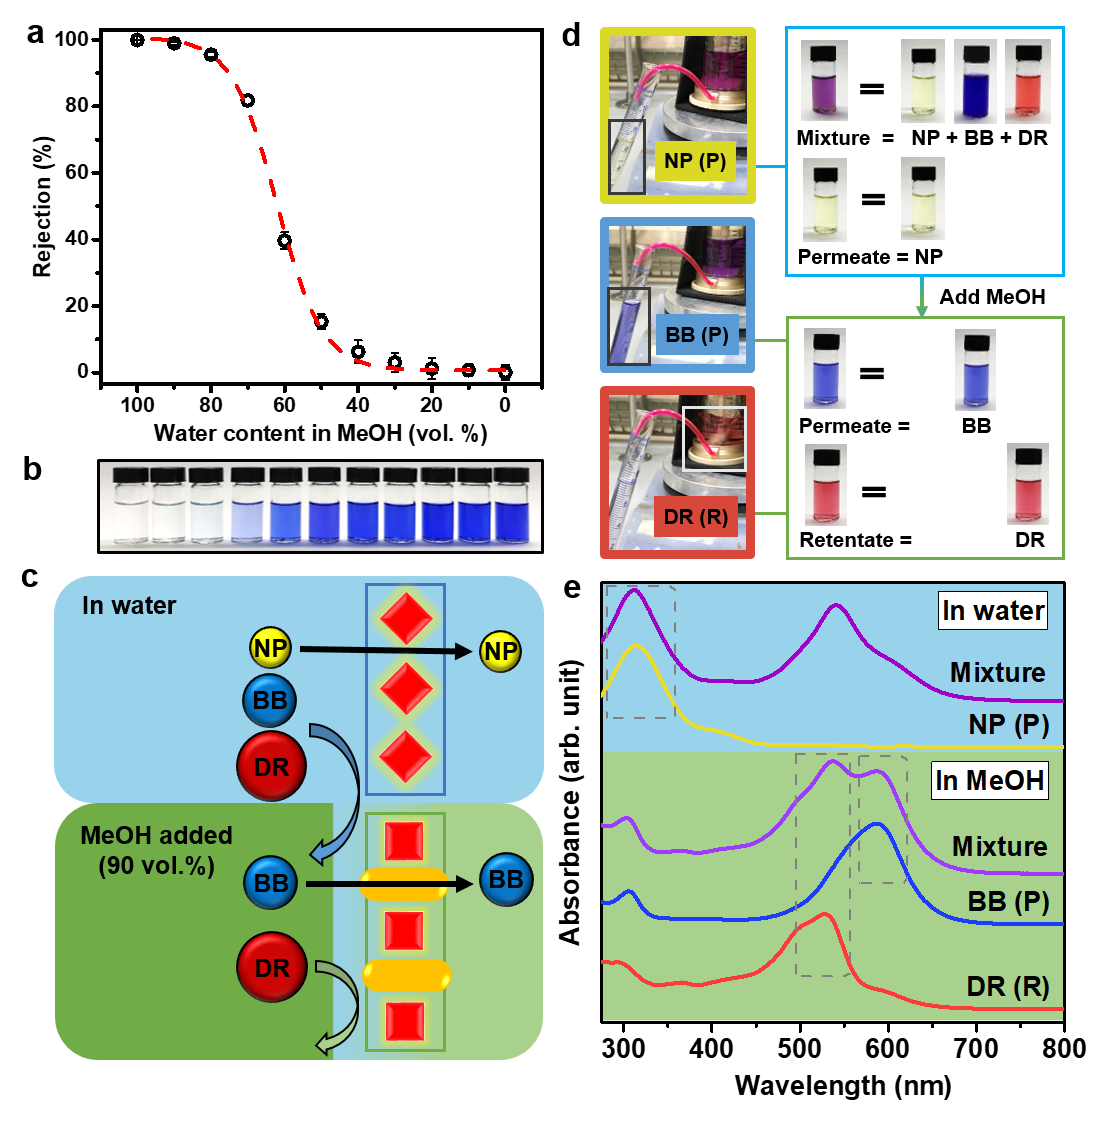 a
Rejection (%)
100
80
60
40
20
0
100 80 60 40 20 0
Water content in MeOH (vol. %)
b
c
In water
NP
NP
BB
DR
MeOH added
(90 vol.%)
BB
BB
DR
d
NP (P)
BB (P)
DR (R)
=
Mixture = NP + BB + DR
=
Permeate = NP
Add MeOH
=
Permeate = BB
=
Retentate = DR
e
Absorbance (arb. unit)
In water
Mixture
NP (P)
In MeOH
Mixture
BB (P)
DR (R)
300 400 500 600 700 800
Wavelength (nm)